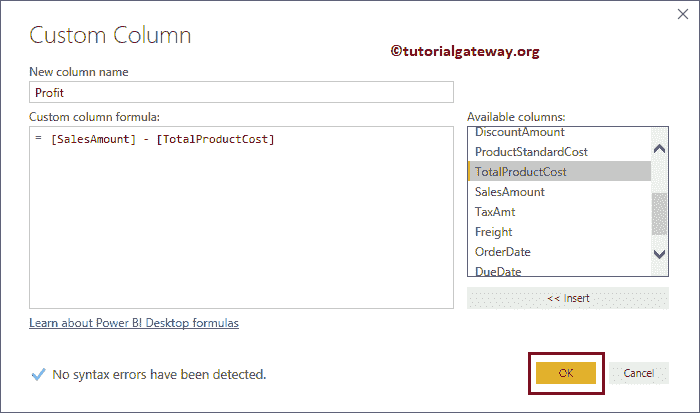 Custom Column
©tutorialgateway.org
New column name
Profit
Custom column formula:
= [SalesAmount] - [TotalProductCost]
Available columns:
DiscountAmount
ProductStandardCost
TotalProductCost
SalesAmount
TaxAmt
Freight
OrderDate
DueDate
<< Insert
Learn about Power BI Desktop formulas
No syntax errors have been detected.
OK
Cancel